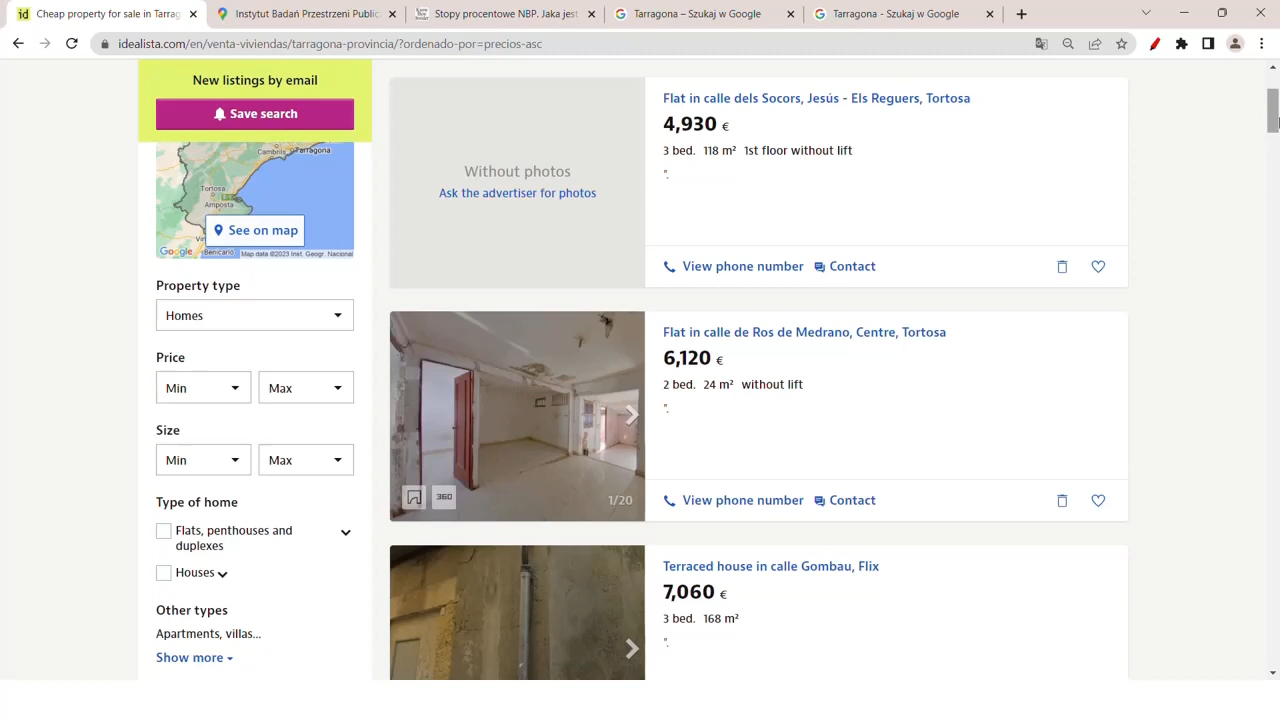 Cheap property for sale in Tarrag
Instytut Badań Przestrzeni Public
Stopy procentowe NBP. Jaka jest
Tarragona – Szukaj w Google
Tarragona - Szukaj w Google
idealista.com/en/venta-viviendas/tarragona-provincia/?ordenado-por=precios-asc
New listings by email
Save search
Cambrils Tarragona
Tortosa
Amposta
See on map
Benicarló
Google Map data ©2023 Inst. Geogr. Nacional
Property type
Homes
Price
Min Max
Size
Min Max
Type of home
Flats, penthouses and
duplexes
Houses
Other types
Apartments, villas...
Show more
Without photos
Ask the advertiser for photos
Flat in calle dels Socors, Jesús - Els Reguers, Tortosa
4,930 €
3 bed. 118 m² 1st floor without lift
".
View phone number Contact
360 1/20
Flat in calle de Ros de Medrano, Centre, Tortosa
6,120 €
2 bed. 24 m² without lift
".
View phone number Contact
Terraced house in calle Gombau, Flix
7,060 €
3 bed. 168 m²
".